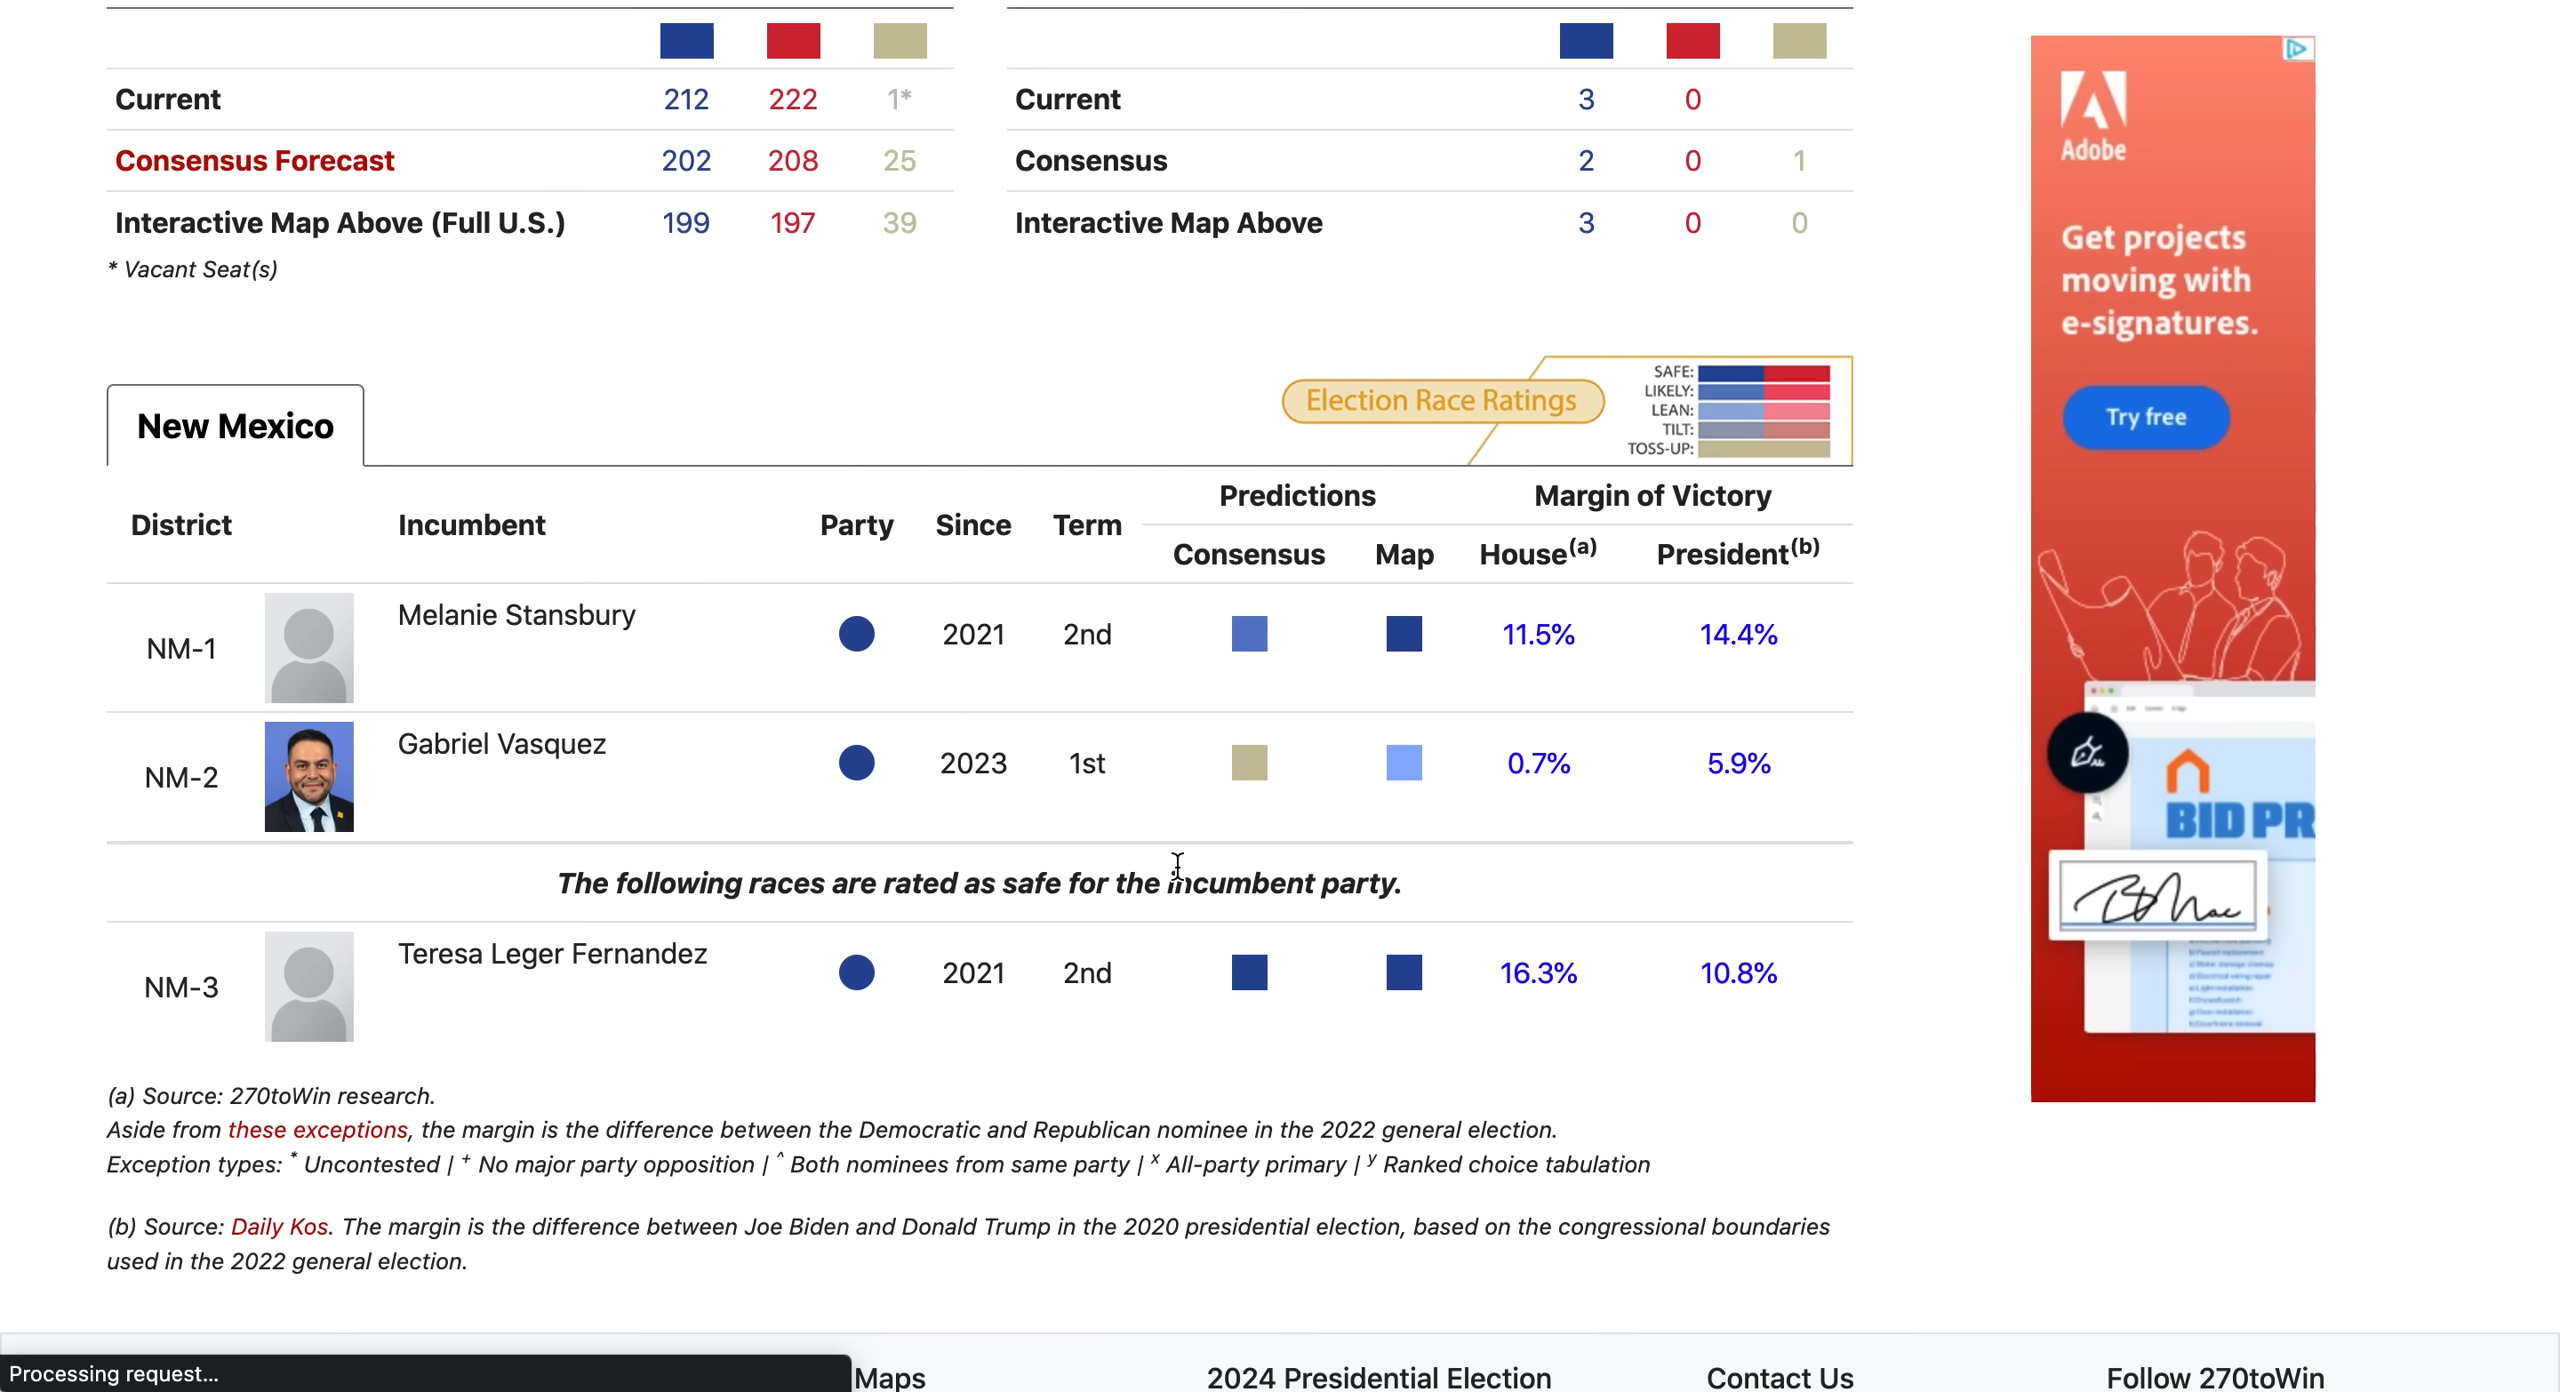 Current 212 222 1*
Consensus Forecast 202 208 25
Interactive Map Above (Full U.S.) 199 197 39
* Vacant Seat(s)
Current 3 0
Consensus 2 0 1
Interactive Map Above 3 0 0
New Mexico
Election Race Ratings
SAFE:
LIKELY:
LEAN:
TILT:
TOSS-UP:
District Incumbent Party Since Term Predictions Margin of Victory
Consensus Map House(a) President(b)
NM-1 Melanie Stansbury 2021 2nd 11.5% 14.4%
NM-2 Gabriel Vasquez 2023 1st 0.7% 5.9%
The following races are rated as safe for the incumbent party.
NM-3 Teresa Leger Fernandez 2021 2nd 16.3% 10.8%
(a) Source: 270toWin research.
Aside from these exceptions, the margin is the difference between the Democratic and Republican nominee in the 2022 general election.
Exception types: * Uncontested | + No major party opposition | ^ Both nominees from same party | x All-party primary | y Ranked choice tabulation
(b) Source: Daily Kos. The margin is the difference between Joe Biden and Donald Trump in the 2020 presidential election, based on the congressional boundaries
used in the 2022 general election.
Processing request...
Maps 2024 Presidential Election Contact Us Follow 270toWin
Adobe
Get projects
moving with
e-signatures.
Try free
BID PR